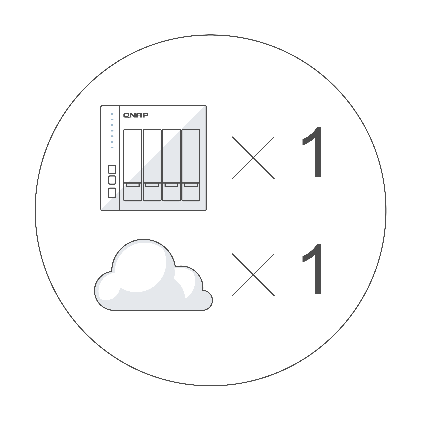 QNAP
× 1
× 1